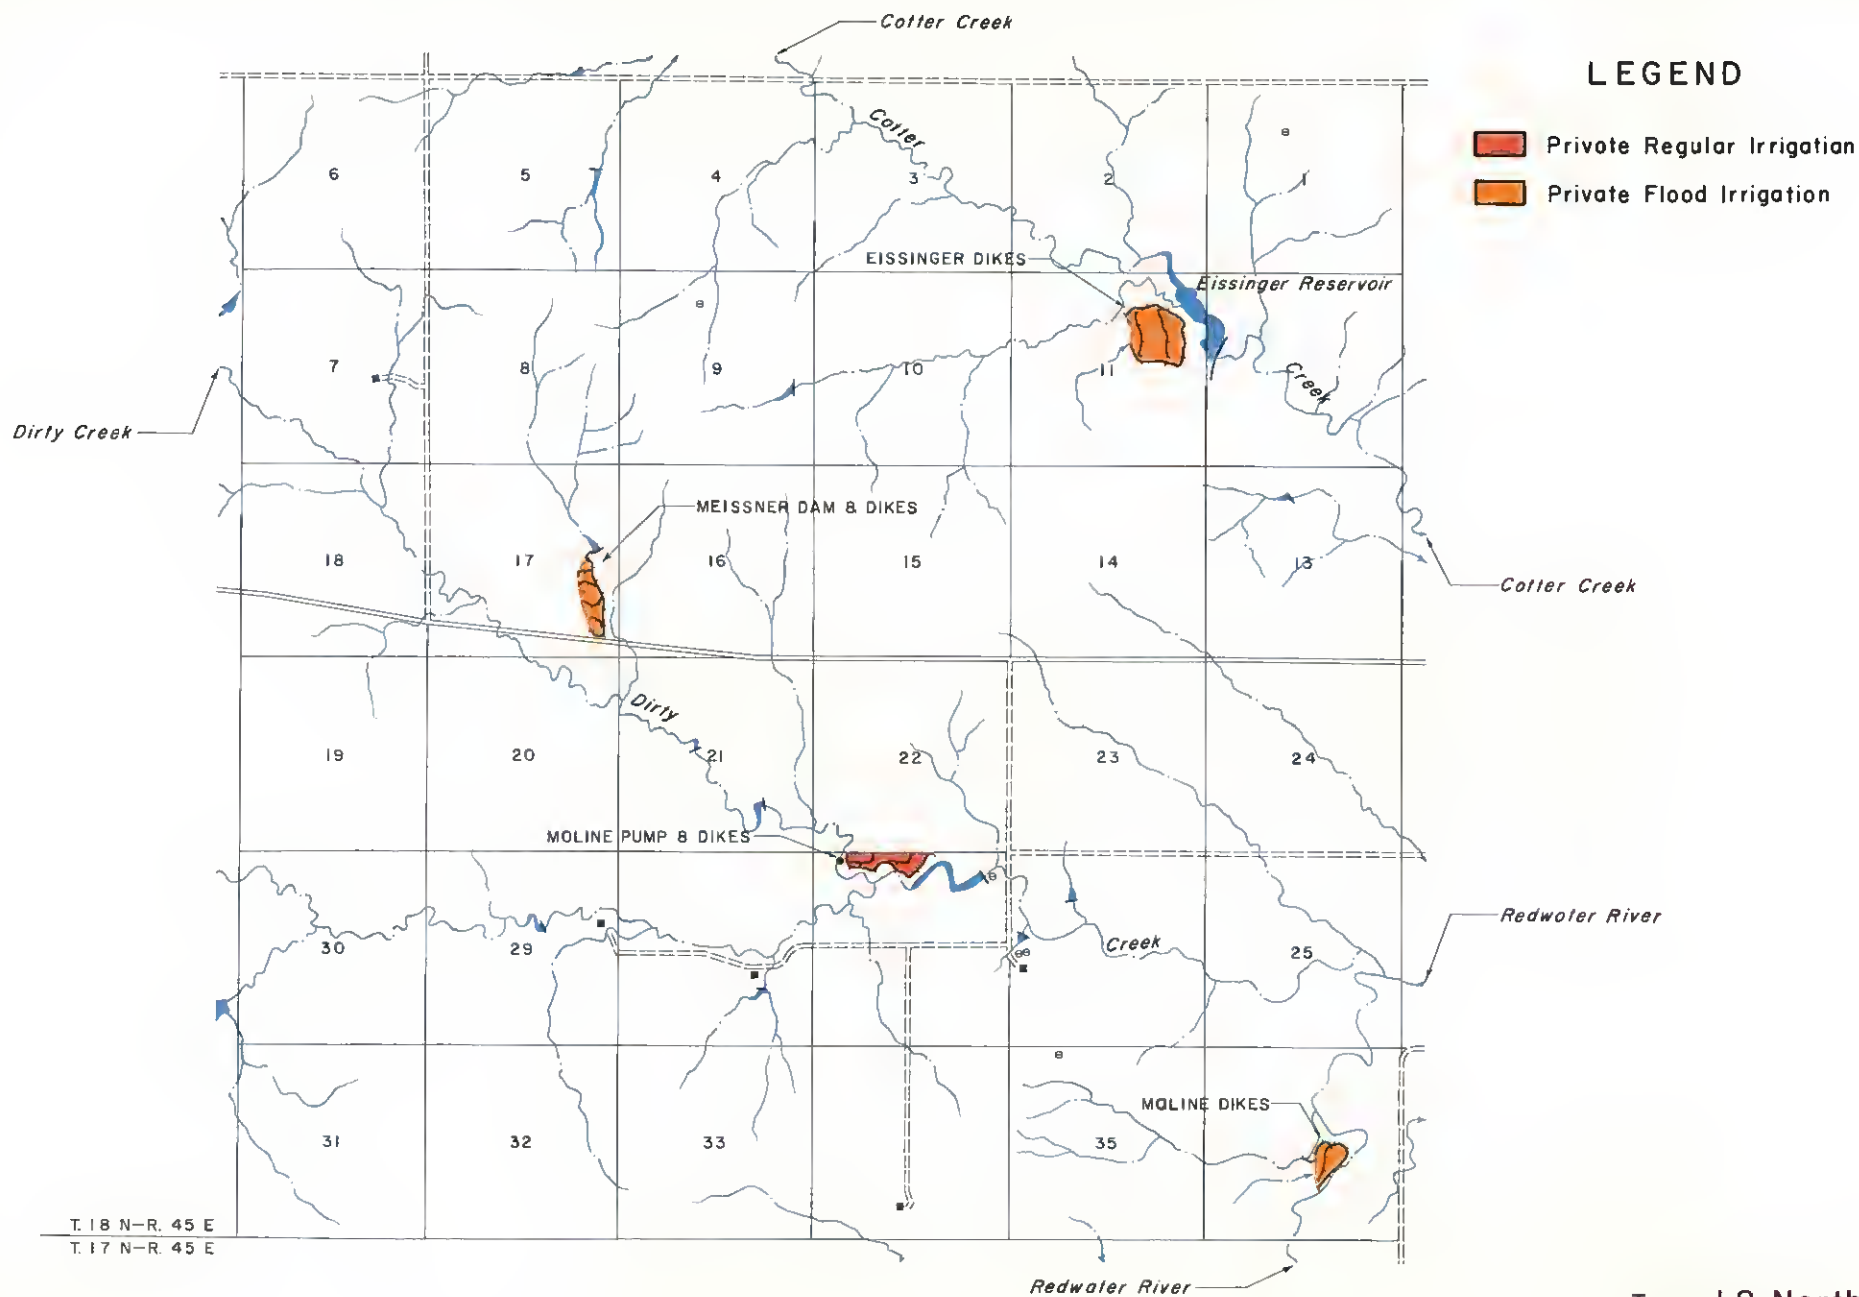 Cotter Creek
LEGEND
Private Regular Irrigation
Private Flood Irrigation
Cotter
6
5
4
3
2
1
EISSINGER DIKES
Eissinger Reservoir
7
8
9
10
11
Creek
Dirty Creek
MEISSNER DAM & DIKES
18
17
16
15
14
13
Cotter Creek
Dirty
19
20
21
22
23
24
MOLINE PUMP & DIKES
Redwater River
30
29
Creek
25
MOLINE DIKES
31
32
33
35
T. 18 N-R. 45 E
T. 17 N-R. 45 E
Redwater River